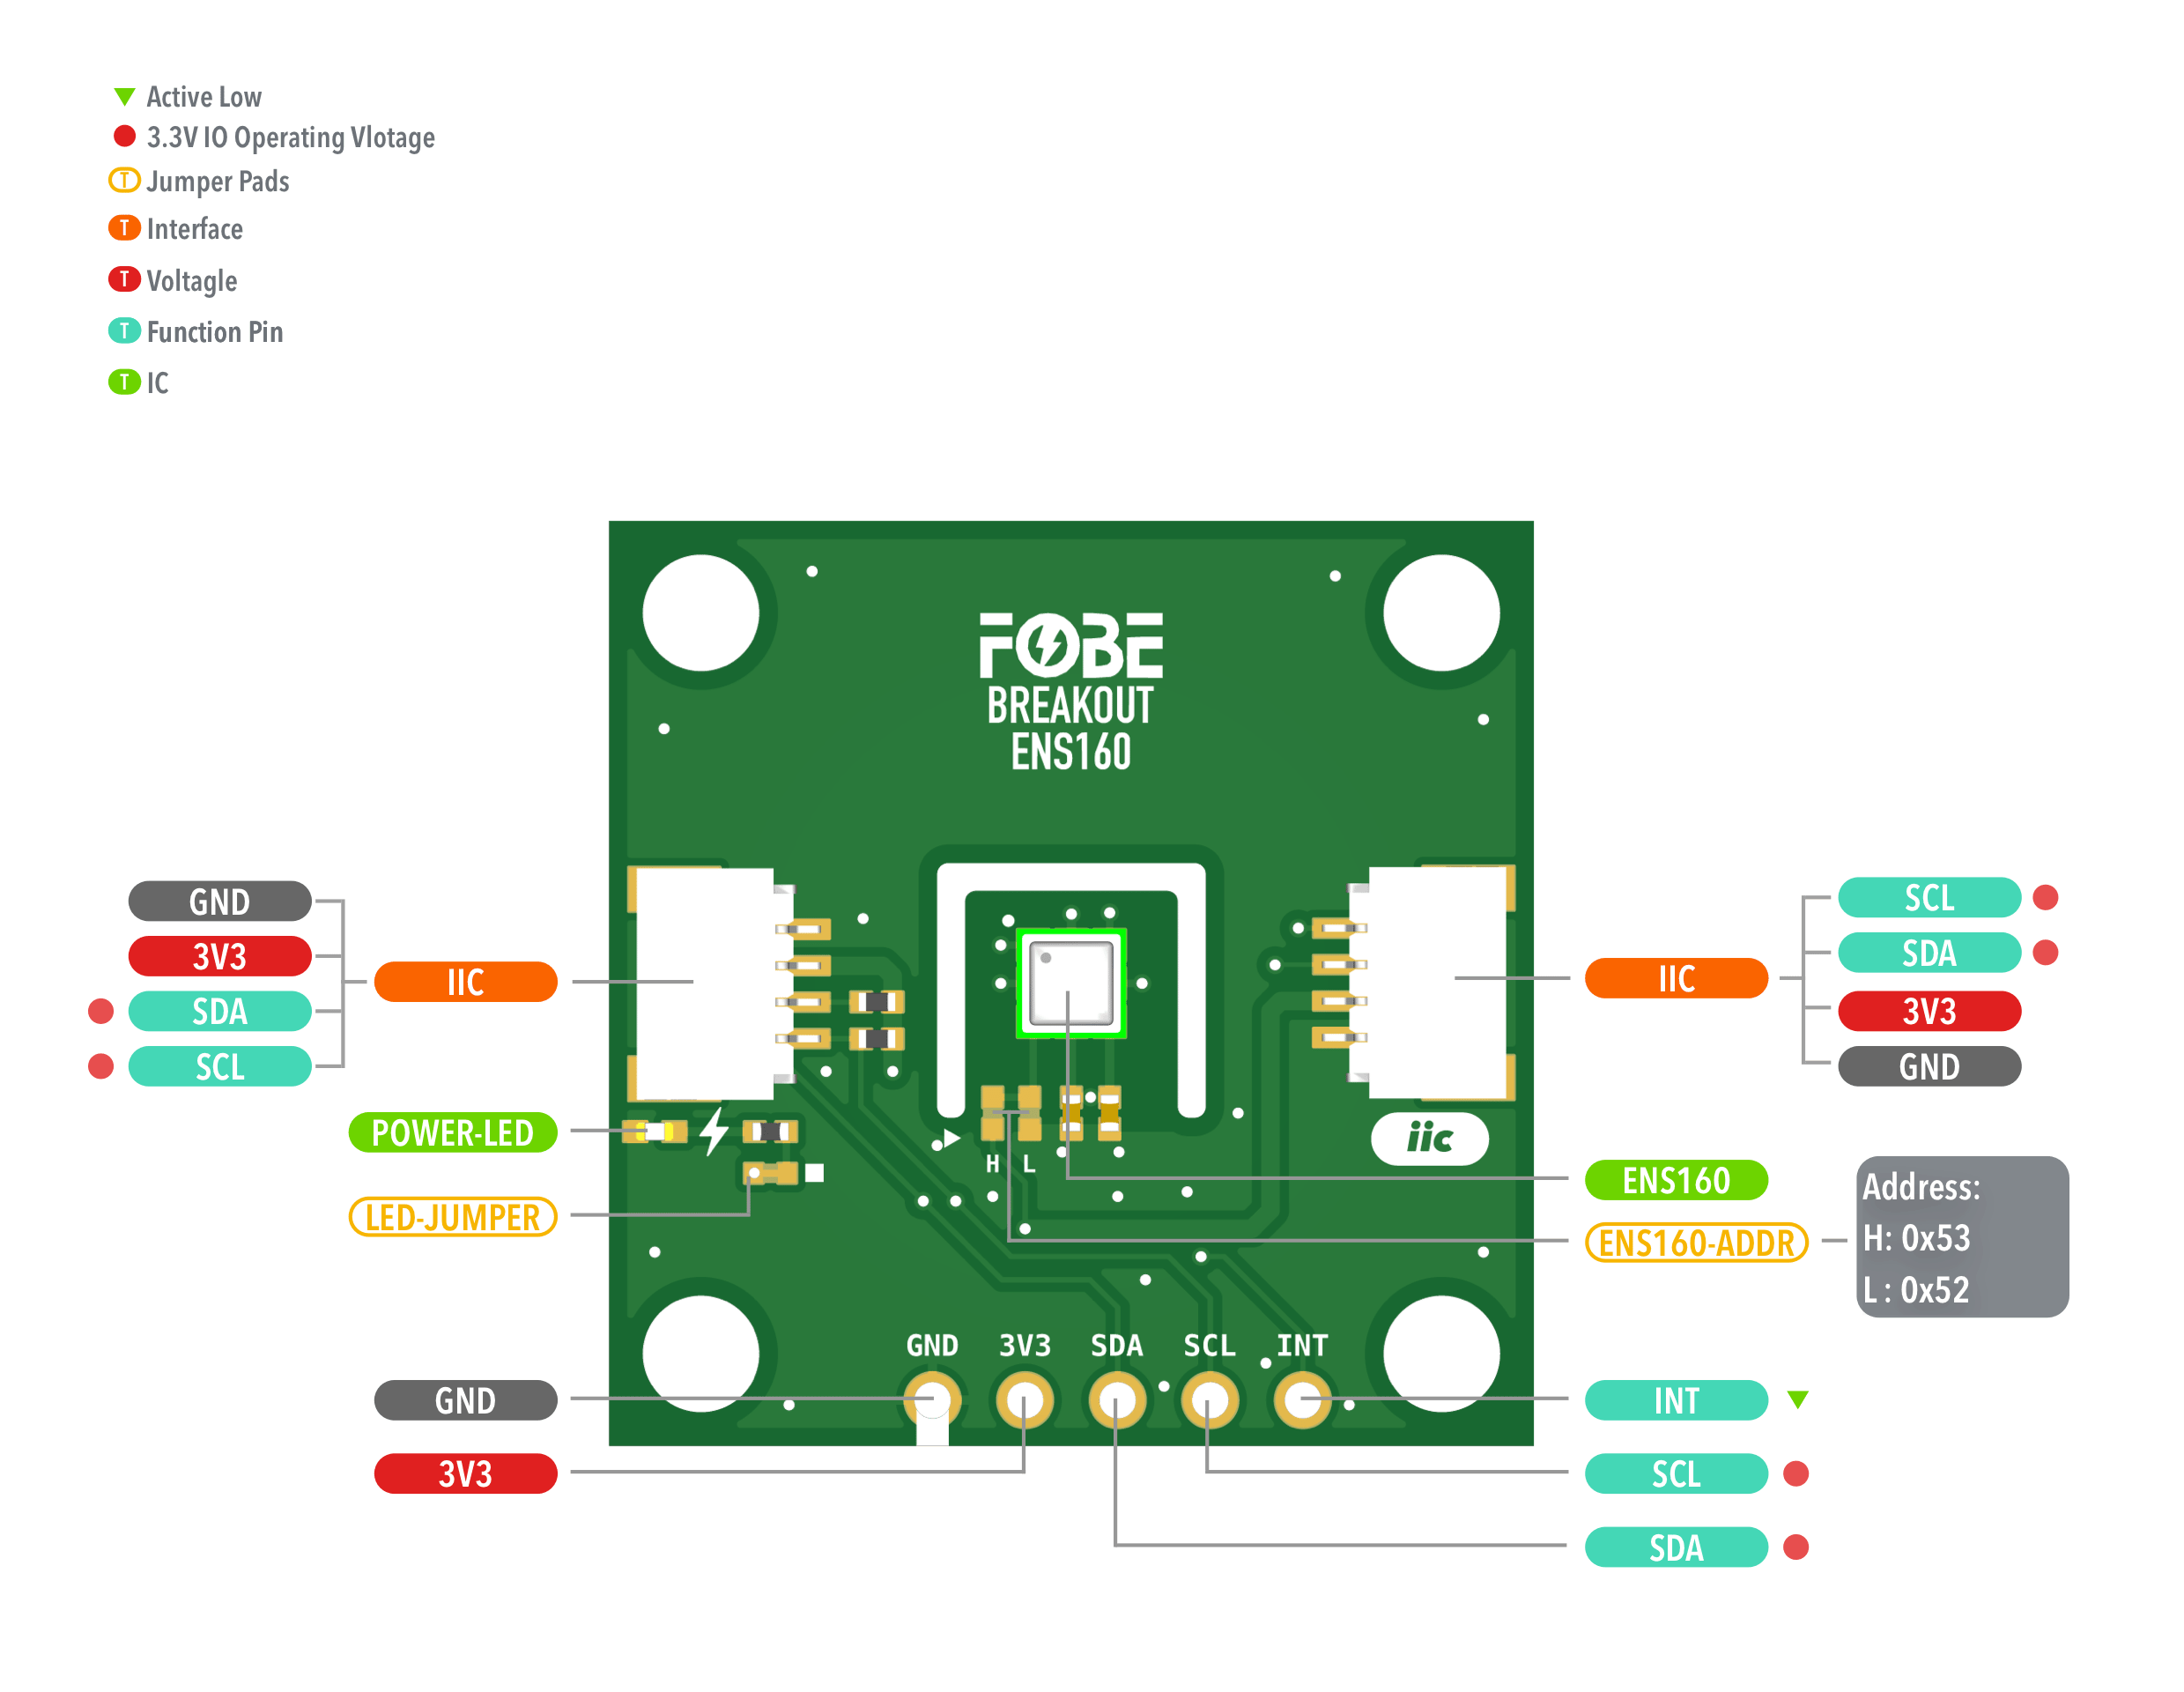 Active Low
3.3V IO Operating Vlotage
T Jumper Pads
T Interface
T Voltagle
T Function Pin
T IC
FOBE
BREAKOUT
ENS160
GND
3V3
SDA
SCL
IIC
IIC
SCL
SDA
3V3
GND
POWER-LED
LED-JUMPER
H L
iic
ENS160
ENS160-ADDR
Address:
H: 0x53
L : 0x52
GND 3V3 SDA SCL INT
GND
3V3
INT
SCL
SDA